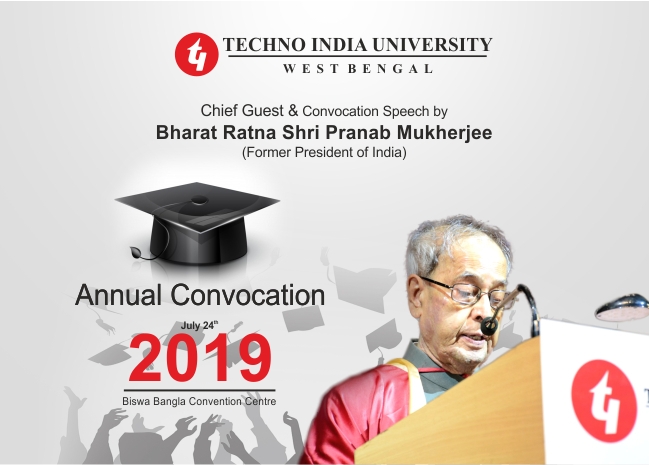 TECHNO INDIA UNIVERSITY
WEST BENGAL
Chief Guest & Convocation Speech by
Bharat Ratna Shri Pranab Mukherjee
(Former President of India)
Annual Convocation
July 24th
2019
Biswa Bangla Convention Centre